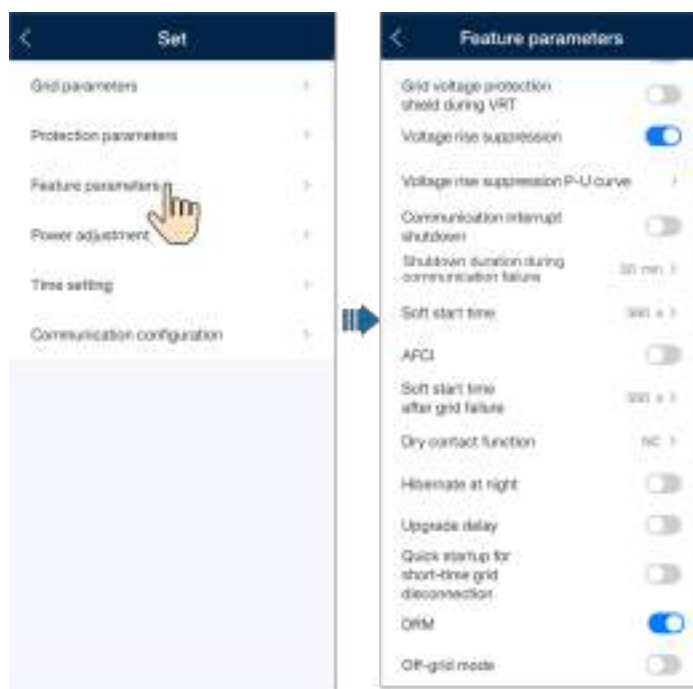 Set
Grid parameters
Protection parameters
Feature parameters
Power adjustment
Time setting
Communication configuration
Feature parameters
Grid voltage protection
shield during VRT
Voltage rise suppression
Voltage rise suppression P-U curve
Communication interrupt
shutdown
Shutdown duration during
communication failure
30 min
Soft start time
AFCI
Soft start time
after grid failure
Dry contact function
NC
Hibernate at night
Upgrade delay
Quick startup for
short-time grid
disconnection
DRM
Off-grid mode